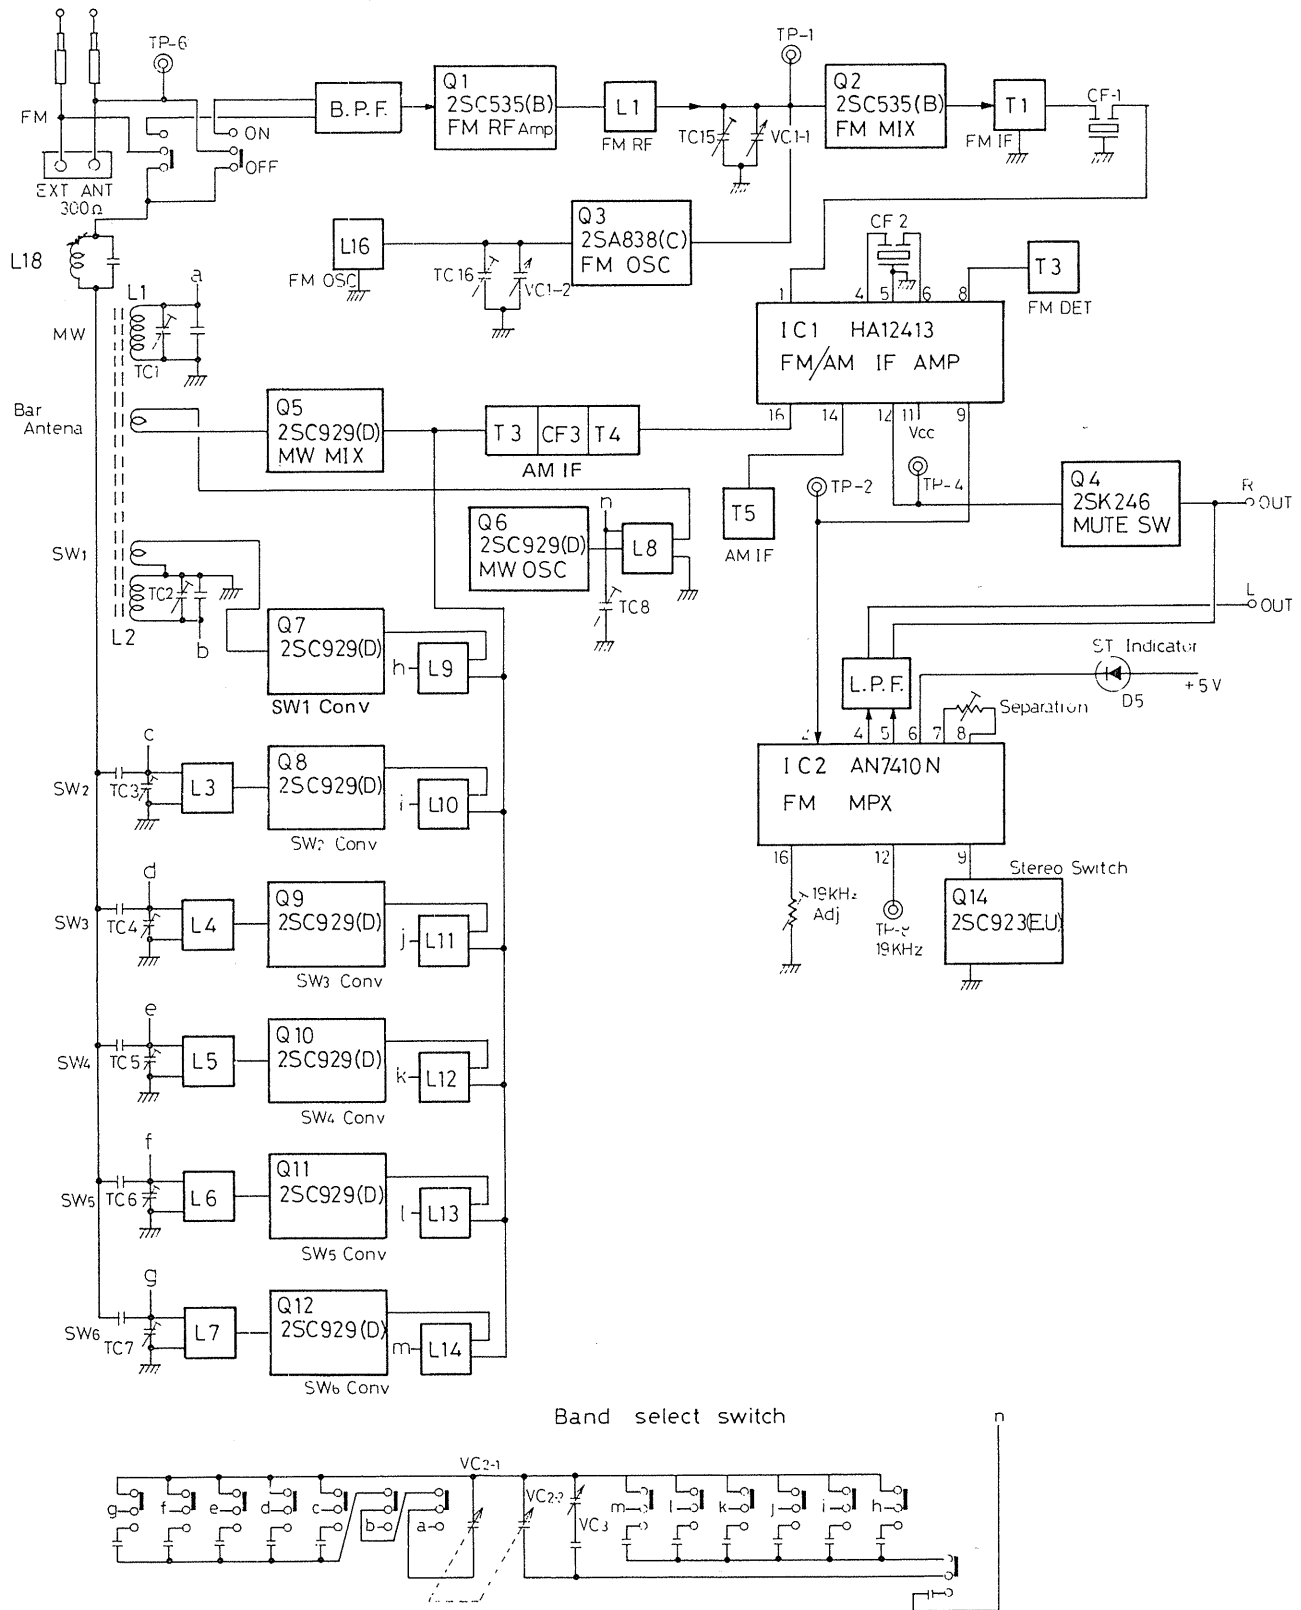 TP-6
TP-1
FM
ON
OFF
EXT ANT
300Ω
B.P.F.
Q1
2SC535(B)
FM RF Amp
L1
FM RF
TC15
VC1-1
Q2
2SC535(B)
FM MIX
T1
FM IF
CF-1
L18
L16
FM OSC
TC16
VC1-2
Q3
2SA838(C)
FM OSC
CF2
T3
FM DET
1
4
5
6
8
IC1 HA12413
FM/AM IF AMP
16
14
12
11
9
Vcc
MW
L1
a
TC1
Bar
Antena
Q5
2SC929(D)
MW MIX
T3
CF3
T4
AM IF
T5
AM IF
TP-2
TP-4
Q4
2SK246
MUTE SW
R
OUT
L
OUT
SW1
TC2
L2
b
Q6
2SC929(D)
MW OSC
n
L8
TC8
Q7
2SC929(D)
SW1 Conv
h
L9
L.P.F.
ST Indicator
D5
+5V
Separation
4
5
6
7
8
IC2 AN7410N
FM MPX
16
12
9
19KHz
Adj
19KHz
Stereo Switch
Q14
2SC923(E.U)
c
SW2
TC3
L3
Q8
2SC929(D)
SW2 Conv
i
L10
d
SW3
TC4
L4
Q9
2SC929(D)
SW3 Conv
j
L11
e
SW4
TC5
L5
Q10
2SC929(D)
SW4 Conv
k
L12
f
SW5
TC6
L6
Q11
2SC929(D)
SW5 Conv
l
L13
g
SW6
TC7
L7
Q12
2SC929(D)
SW6 Conv
m
L14
Band select switch
n
VC2-1
VC2-2
VC3
g
f
e
d
c
b
a
m
l
k
j
i
h